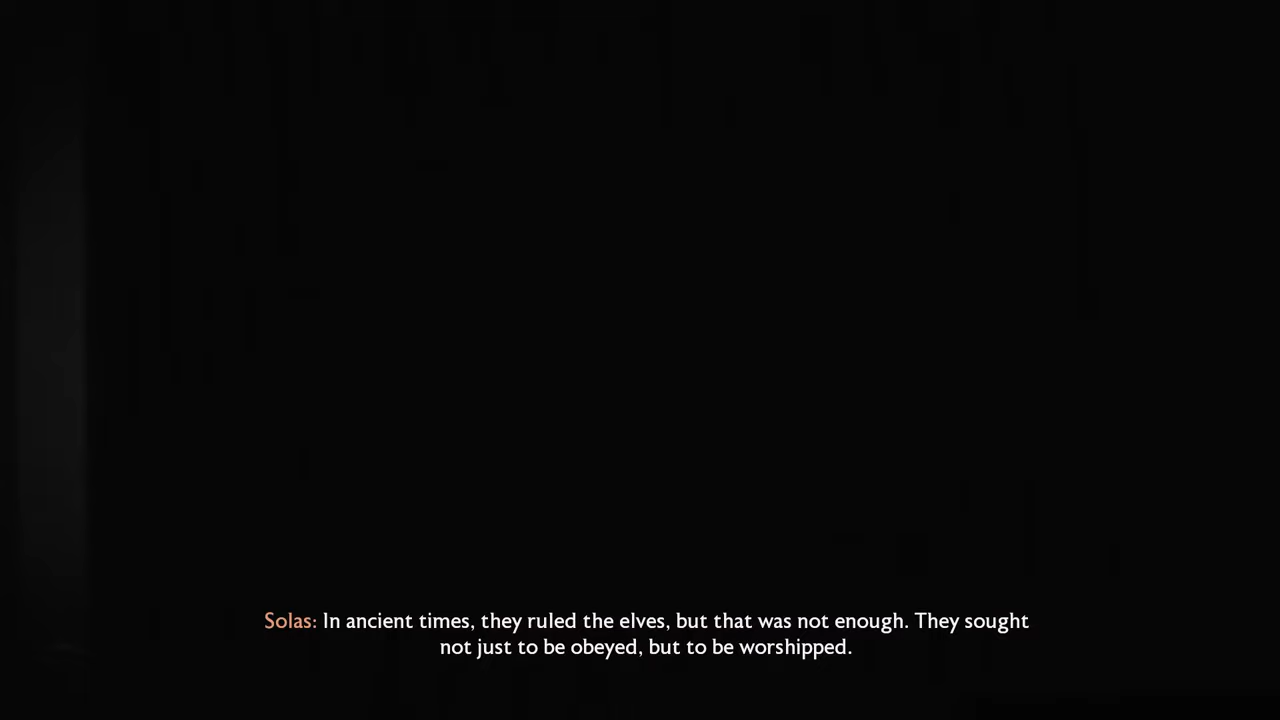 Solas: In ancient times, they ruled the elves, but that was not enough. They sought
not just to be obeyed, but to be worshipped.